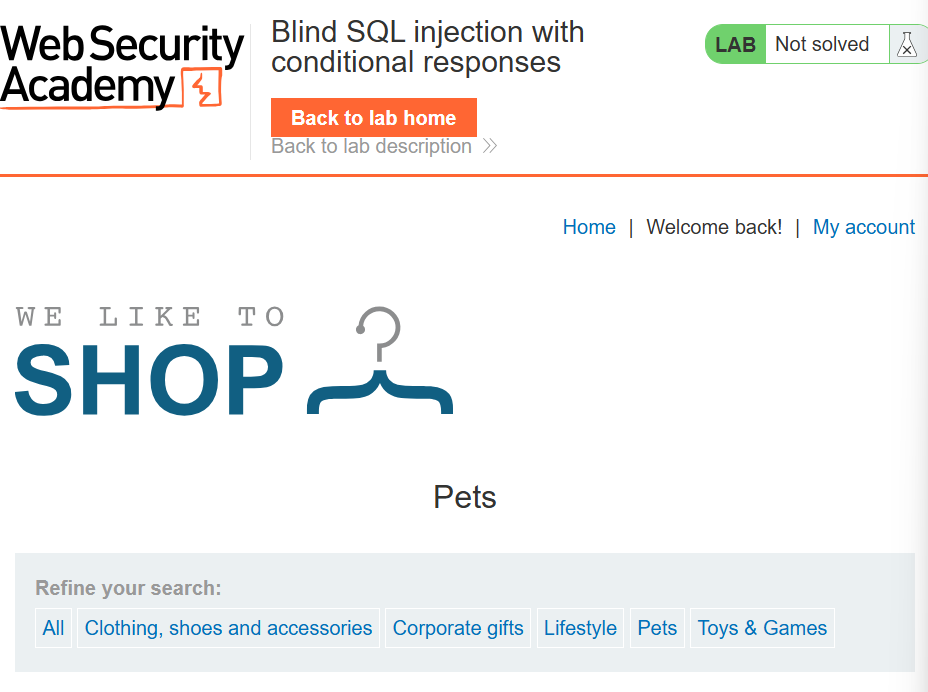 Web Security
Academy
Blind SQL injection with
conditional responses
LAB Not solved
Back to lab home
Back to lab description
Home | Welcome back! | My account
WE LIKE TO
SHOP
Pets
Refine your search:
All Clothing, shoes and accessories Corporate gifts Lifestyle Pets Toys & Games